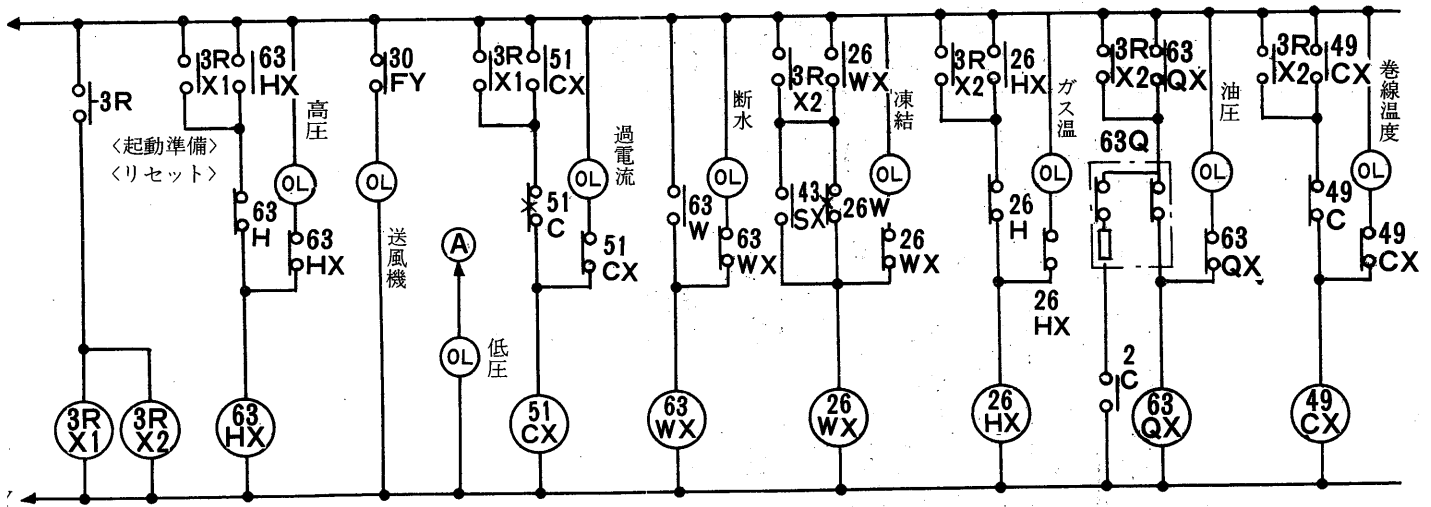 3R
〈起動準備〉
〈リセット〉
3R
X1
3R
X2
3R
X1
63
HX
高圧
OL
63
H
63
HX
63
HX
30
FY
OL
送風機
A
OL
低圧
3R
X1
51
CX
過電流
OL
51
C
51
CX
51
CX
断水
OL
63
W
63
WX
63
WX
3R
X2
26
WX
凍結
OL
43
SX
26W
26
WX
26
WX
3R
X2
26
HX
ガス温
OL
26
H
26
HX
26
HX
3R
X2
63
QX
油圧
63Q
OL
63
QX
2
C
63
QX
3R
X2
49
CX
巻線温度
OL
49
C
49
CX
49
CX